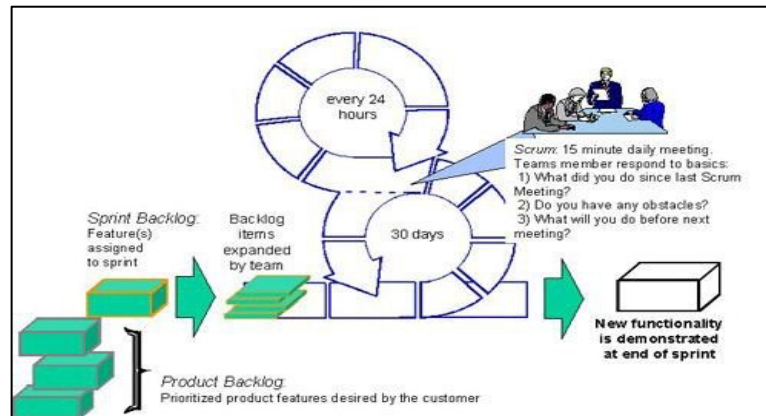 every 24
hours
Scrum: 15 minute daily meeting.
Teams member respond to basics:
1) What did you do since last Scrum
Meeting?
2) Do you have any obstacles?
3) What will you do before next
meeting?
Sprint Backlog:
Feature(s)
assigned
to sprint
Backlog
items
expanded
by team
30 days
New functionality
is demonstrated
at end of sprint
Product Backlog:
Prioritized product features desired by the customer